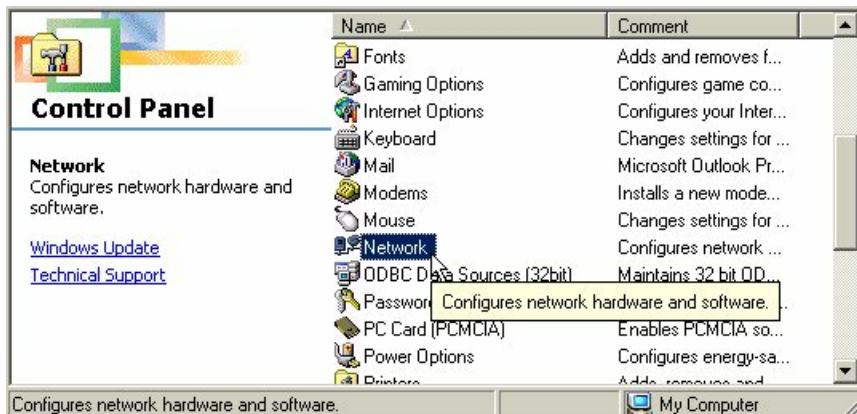 Name Comment
Control Panel
Network
Configures network hardware and
software.
Windows Update
Technical Support
Fonts Adds and removes f...
Gaming Options Configures game co...
Internet Options Configures your Inter...
Keyboard Changes settings for ...
Mail Microsoft Outlook Pr...
Modems Installs a new mode...
Mouse Changes settings for ...
Network Configures network ...
ODBC Data Sources (32bit) Maintains 32 bit OD...
Configures network hardware and software.
PC Card (PCMCIA) Enables PCMCIA so...
Power Options Configures energy-sa...
Printers Adds, removes and
Configures network hardware and software. My Computer